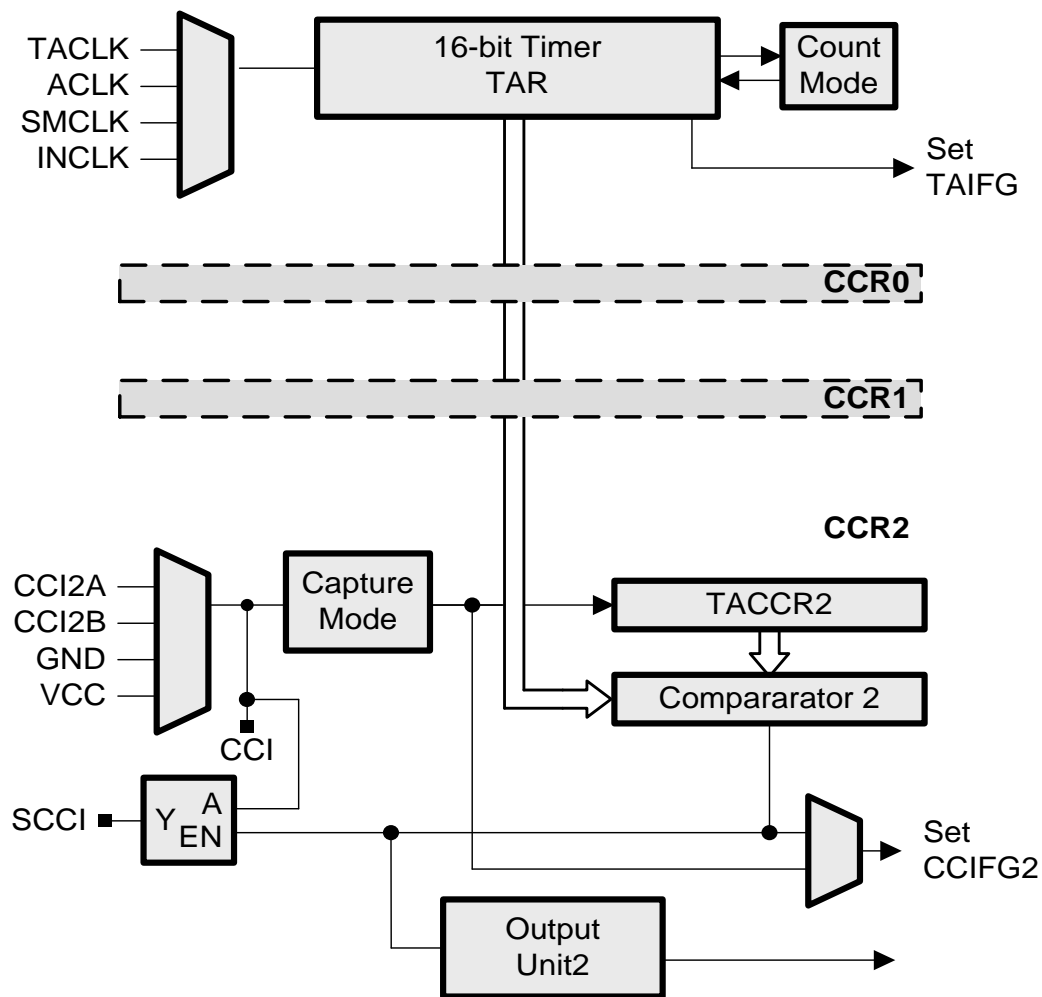 TACLK
ACLK
SMCLK
INCLK
16-bit Timer
TAR
Count
Mode
Set
TAIFG
CCR0
CCR1
CCR2
CCI2A
CCI2B
GND
VCC
Capture
Mode
TACCR2
Compararator 2
CCI
SCCI
A
Y
EN
Set
CCIFG2
Output
Unit2